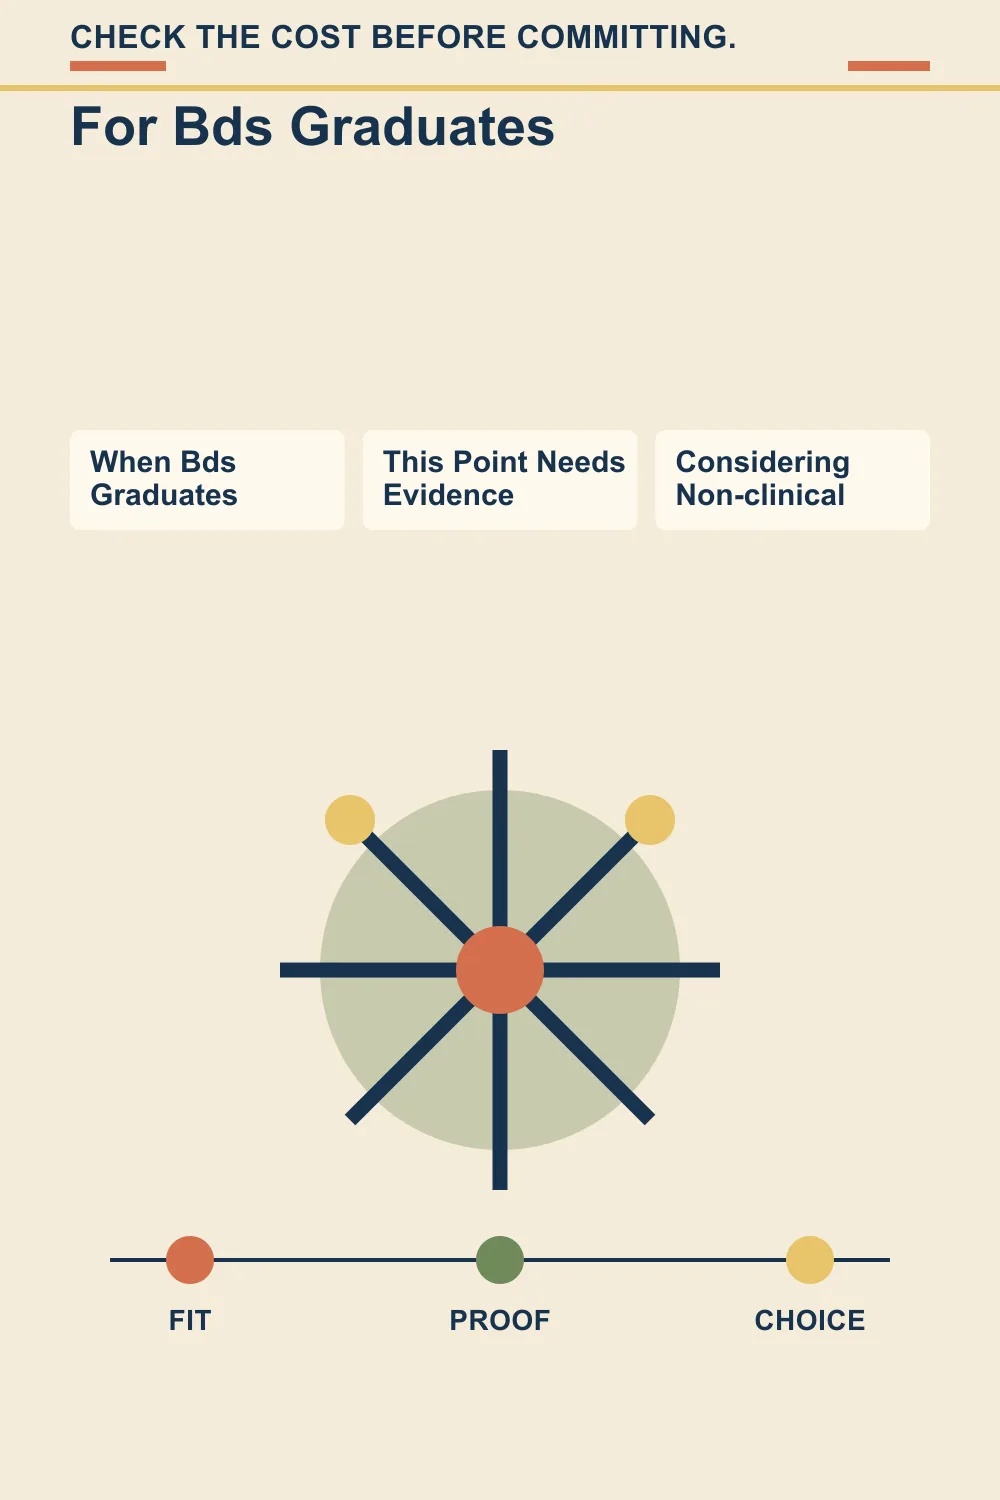 CHECK THE COST BEFORE COMMITTING.
For Bds Graduates
When Bds
Graduates
This Point Needs
Evidence
Considering
Non-clinical
FIT
PROOF
CHOICE